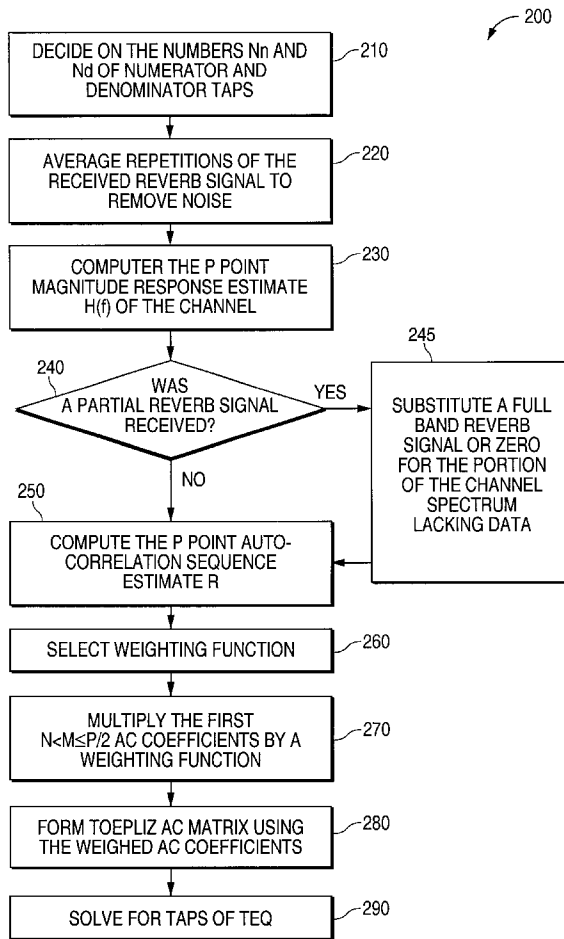 200
DECIDE ON THE NUMBERS Nn AND
Nd OF NUMERATOR AND
DENOMINATOR TAPS
210
AVERAGE REPETITIONS OF THE
RECEIVED REVERB SIGNAL TO
REMOVE NOISE
220
COMPUTER THE P POINT
MAGNITUDE RESPONSE ESTIMATE
H(f) OF THE CHANNEL
230
240
WAS
A PARTIAL REVERB SIGNAL
RECEIVED?
YES
NO
245
SUBSTITUTE A FULL
BAND REVERB
SIGNAL OR ZERO
FOR THE PORTION
OF THE CHANNEL
SPECTRUM
LACKING DATA
250
COMPUTE THE P POINT AUTO-
CORRELATION SEQUENCE
ESTIMATE R
SELECT WEIGHTING FUNCTION
260
MULTIPLY THE FIRST
N<M≤P/2 AC COEFFICIENTS BY A
WEIGHTING FUNCTION
270
FORM TOEPLIZ AC MATRIX USING
THE WEIGHED AC COEFFICIENTS
280
SOLVE FOR TAPS OF TEQ
290